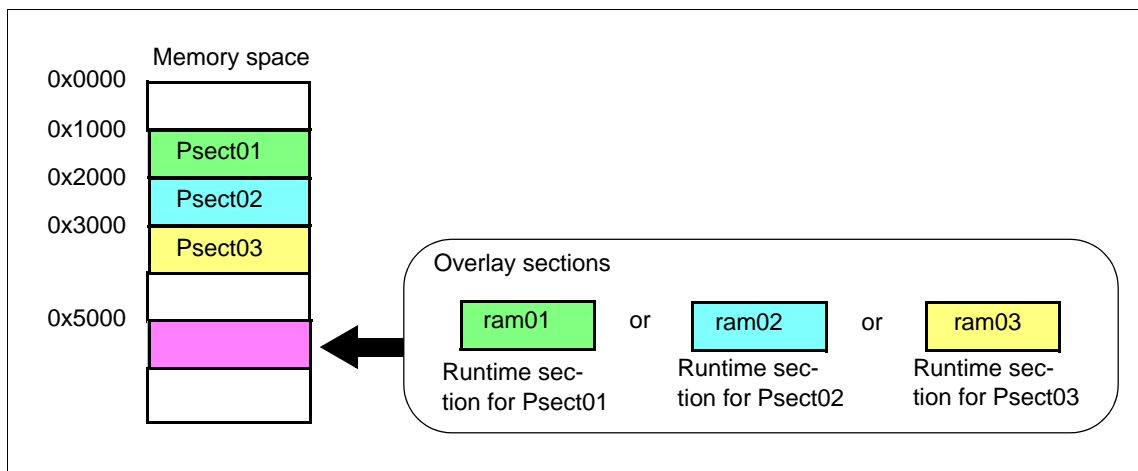 Memory space
0x0000
0x1000
Psect01
0x2000
Psect02
0x3000
Psect03
0x5000
Overlay sections
ram01 or ram02 or ram03
Runtime sec-
tion for Psect01
Runtime sec-
tion for Psect02
Runtime sec-
tion for Psect03